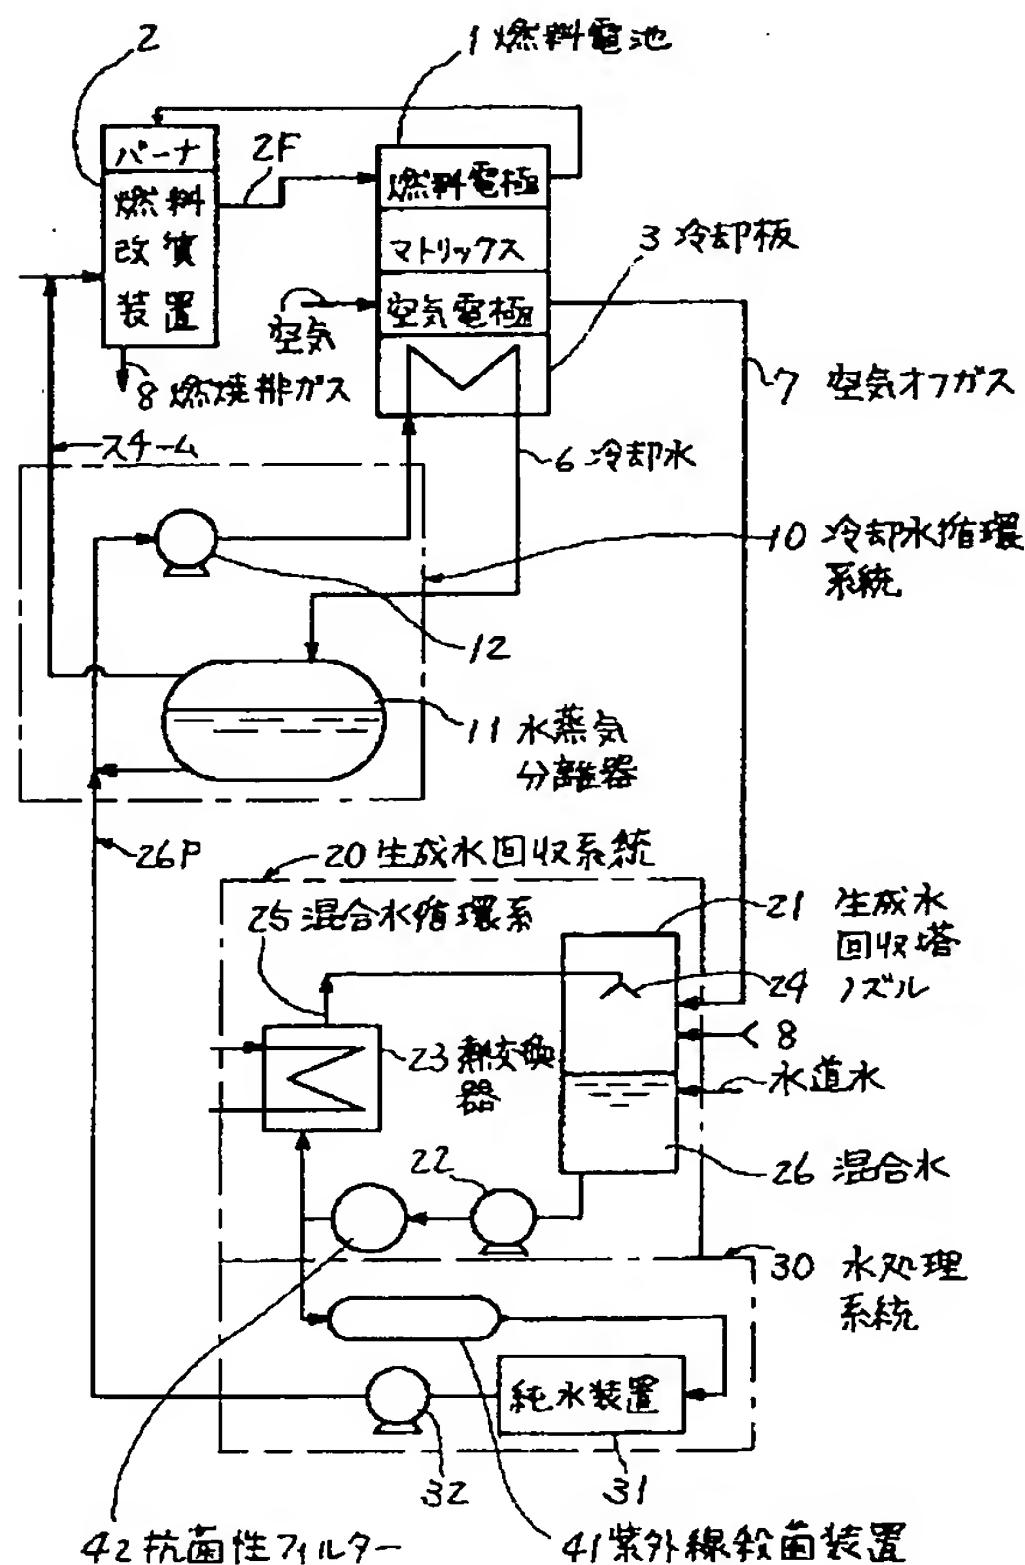 2
1 燃料電池
バーナ
2F
燃料
改質
装置
燃料電極
マトリックス
空気電極
空気
3 冷却板
8 燃焼排ガス
7 空気オフガス
スチーム
6 冷却水
10 冷却水循環
系統
12
11 水蒸気
分離器
26P
20 生成水回収系統
25 混合水循環系
21 生成水
回収塔
24 ノズル
8
23 熱交換
器
水道水
26 混合水
22
30 水処理
系統
純水装置
32
31
42 抗菌性フィルター
41 紫外線殺菌装置